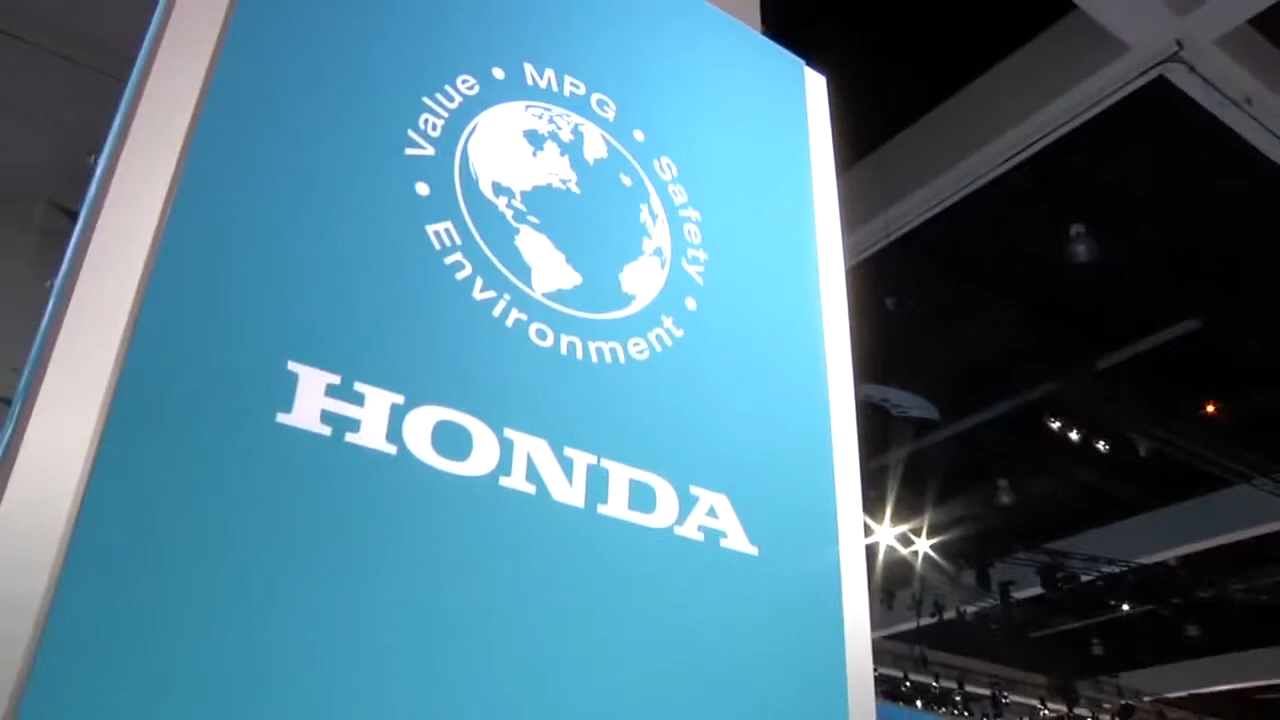 Value • MPG • Safety • Environment •
HONDA